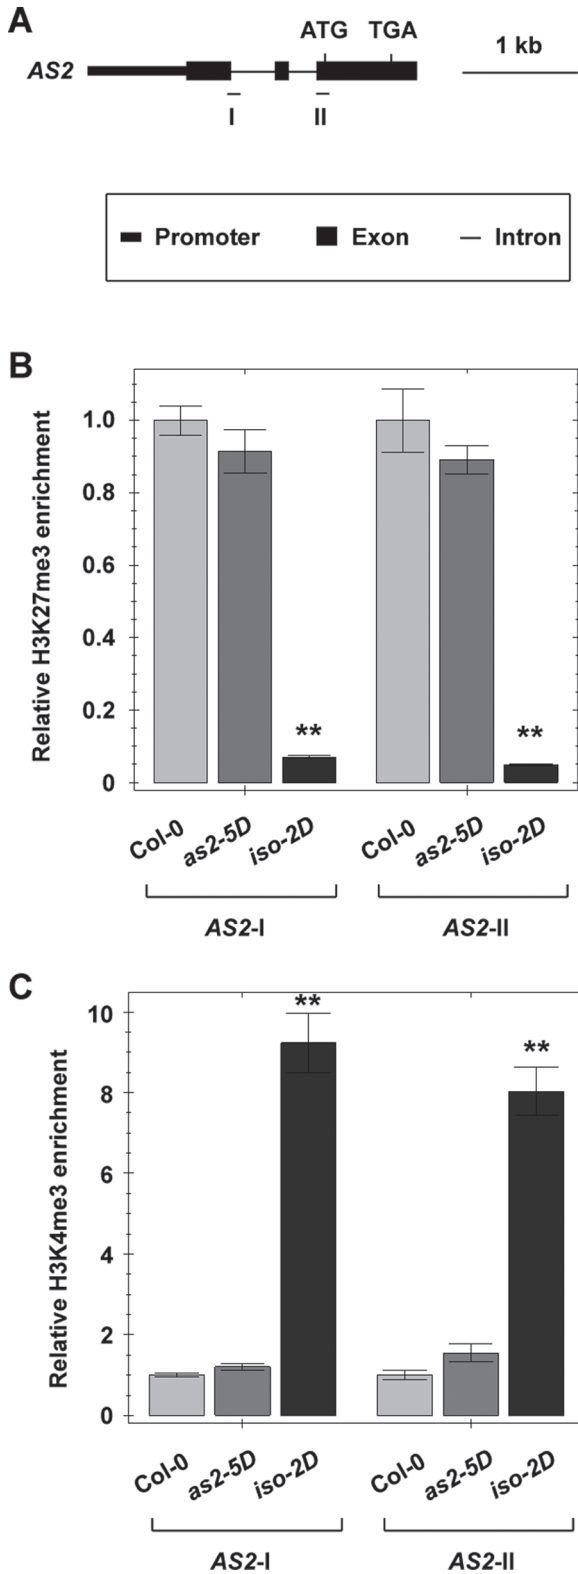 A
ATG TGA
1 kb
AS2
I II
Promoter Exon Intron
B
Relative H3K27me3 enrichment
1.0
0.8
0.6
0.4
0.2
0
** **
Col-0 as2-5D iso-2D Col-0 as2-5D iso-2D
AS2-I AS2-II
C
Relative H3K4me3 enrichment
10
8
6
4
2
0
** **
Col-0 as2-5D iso-2D Col-0 as2-5D iso-2D
AS2-I AS2-II